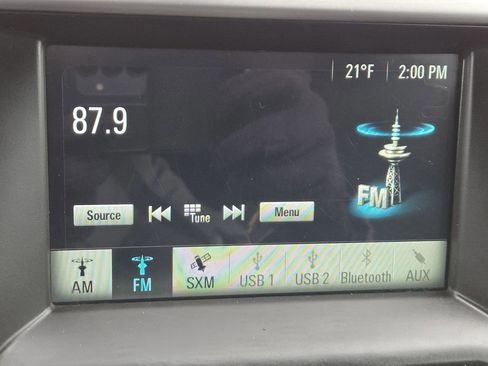 21°F 2:00 PM
87.9
FM
Source Tune Menu
AM FM SXM USB 1 USB 2 Bluetooth AUX